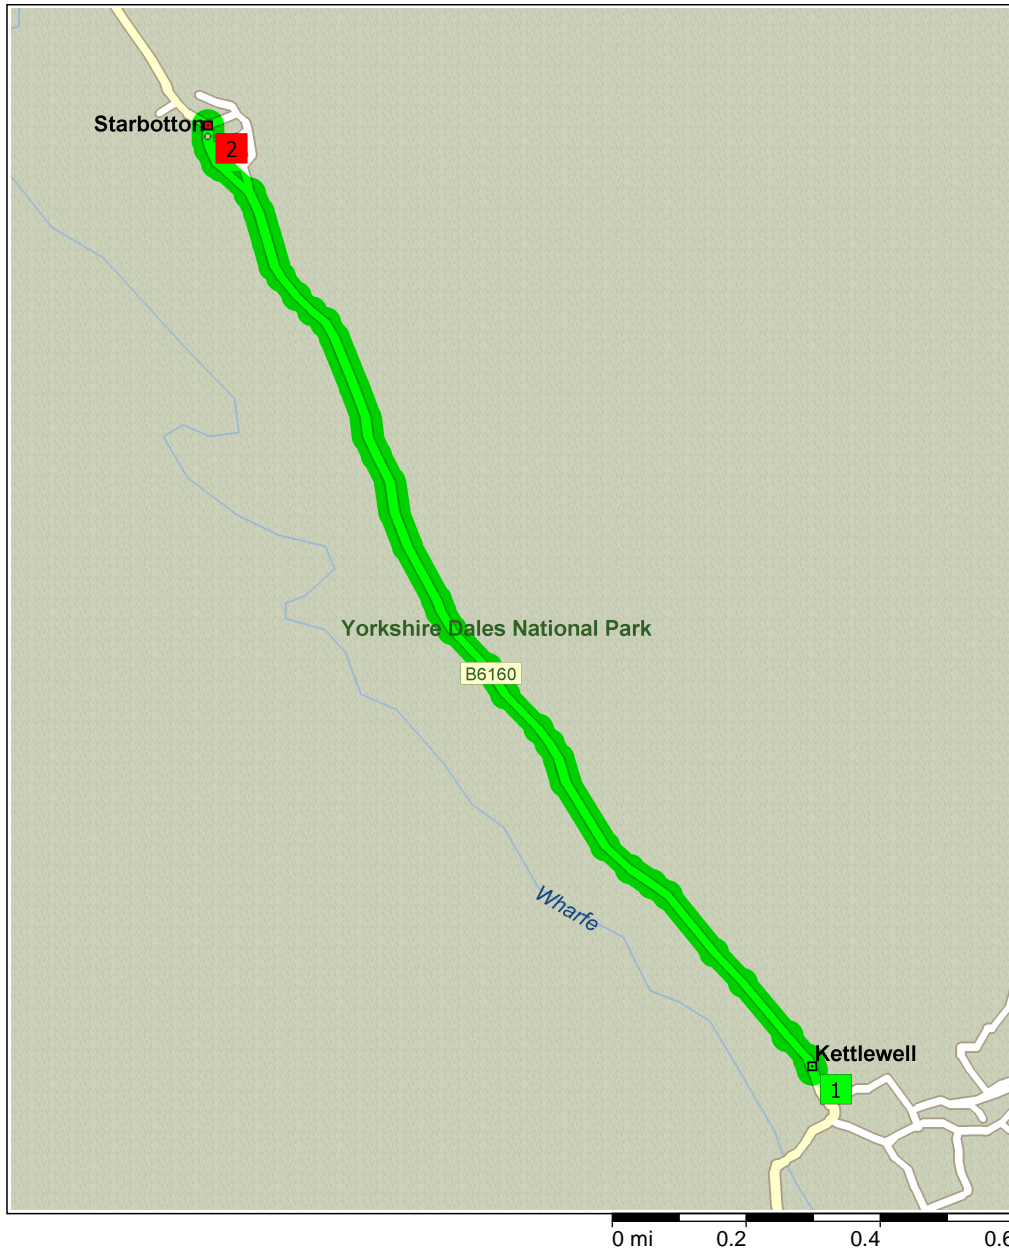 Starbotton
2
Yorkshire Dales National Park
B6160
Wharfe
Kettlewell
1
0 mi 0.2 0.4 0.6